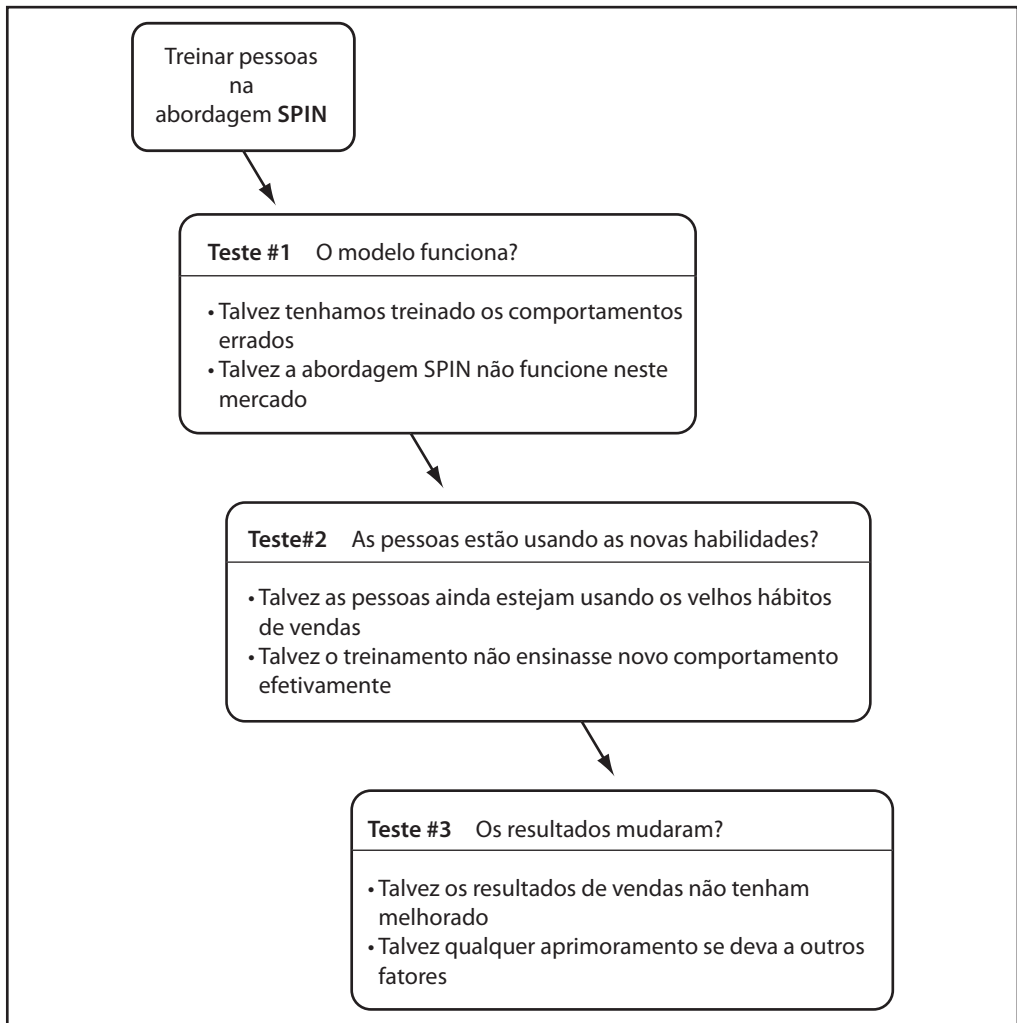 Treinar pessoas
na
abordagem SPIN
Teste #1 O modelo funciona?
• Talvez tenhamos treinado os comportamentos
errados
• Talvez a abordagem SPIN não funcione neste
mercado
Teste#2 As pessoas estão usando as novas habilidades?
• Talvez as pessoas ainda estejam usando os velhos hábitos
de vendas
• Talvez o treinamento não ensinasse novo comportamento
efetivamente
Teste #3 Os resultados mudaram?
• Talvez os resultados de vendas não tenham
melhorado
• Talvez qualquer aprimoramento se deva a outros
fatores